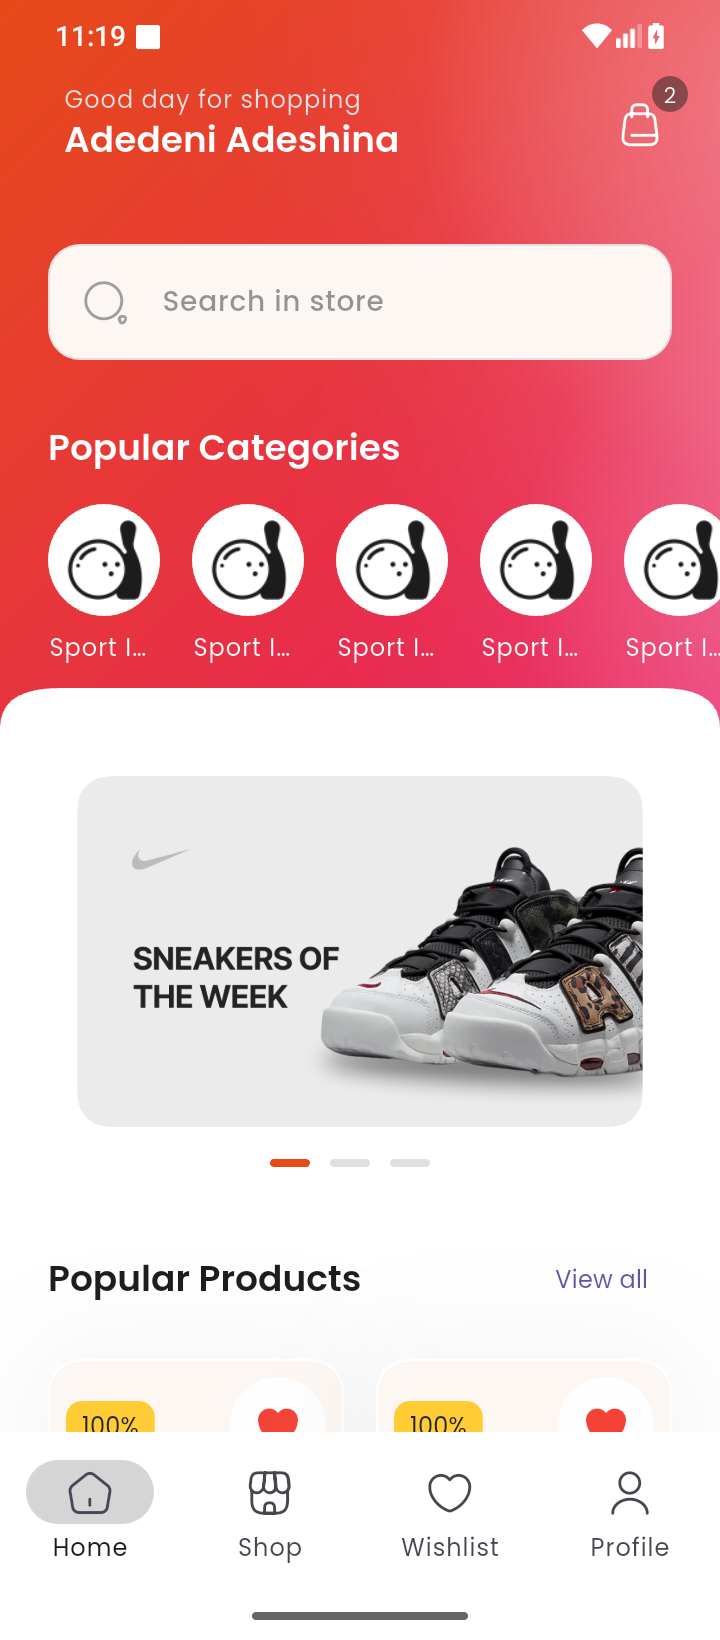 11:19
Good day for shopping
Adedeni Adeshina
2
Search in store
Popular Categories
Sport I... Sport I... Sport I... Sport I... Sport I...
SNEAKERS OF
THE WEEK
Popular Products View all
100% 100%
Home Shop Wishlist Profile